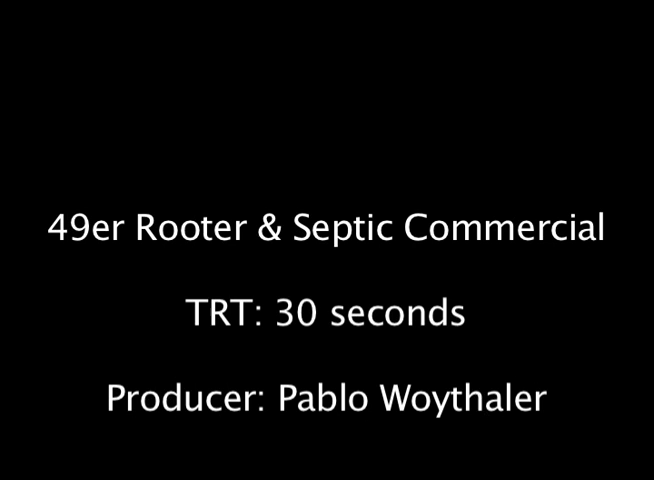 49er Rooter & Septic Commercial
TRT: 30 seconds
Producer: Pablo Woythaler